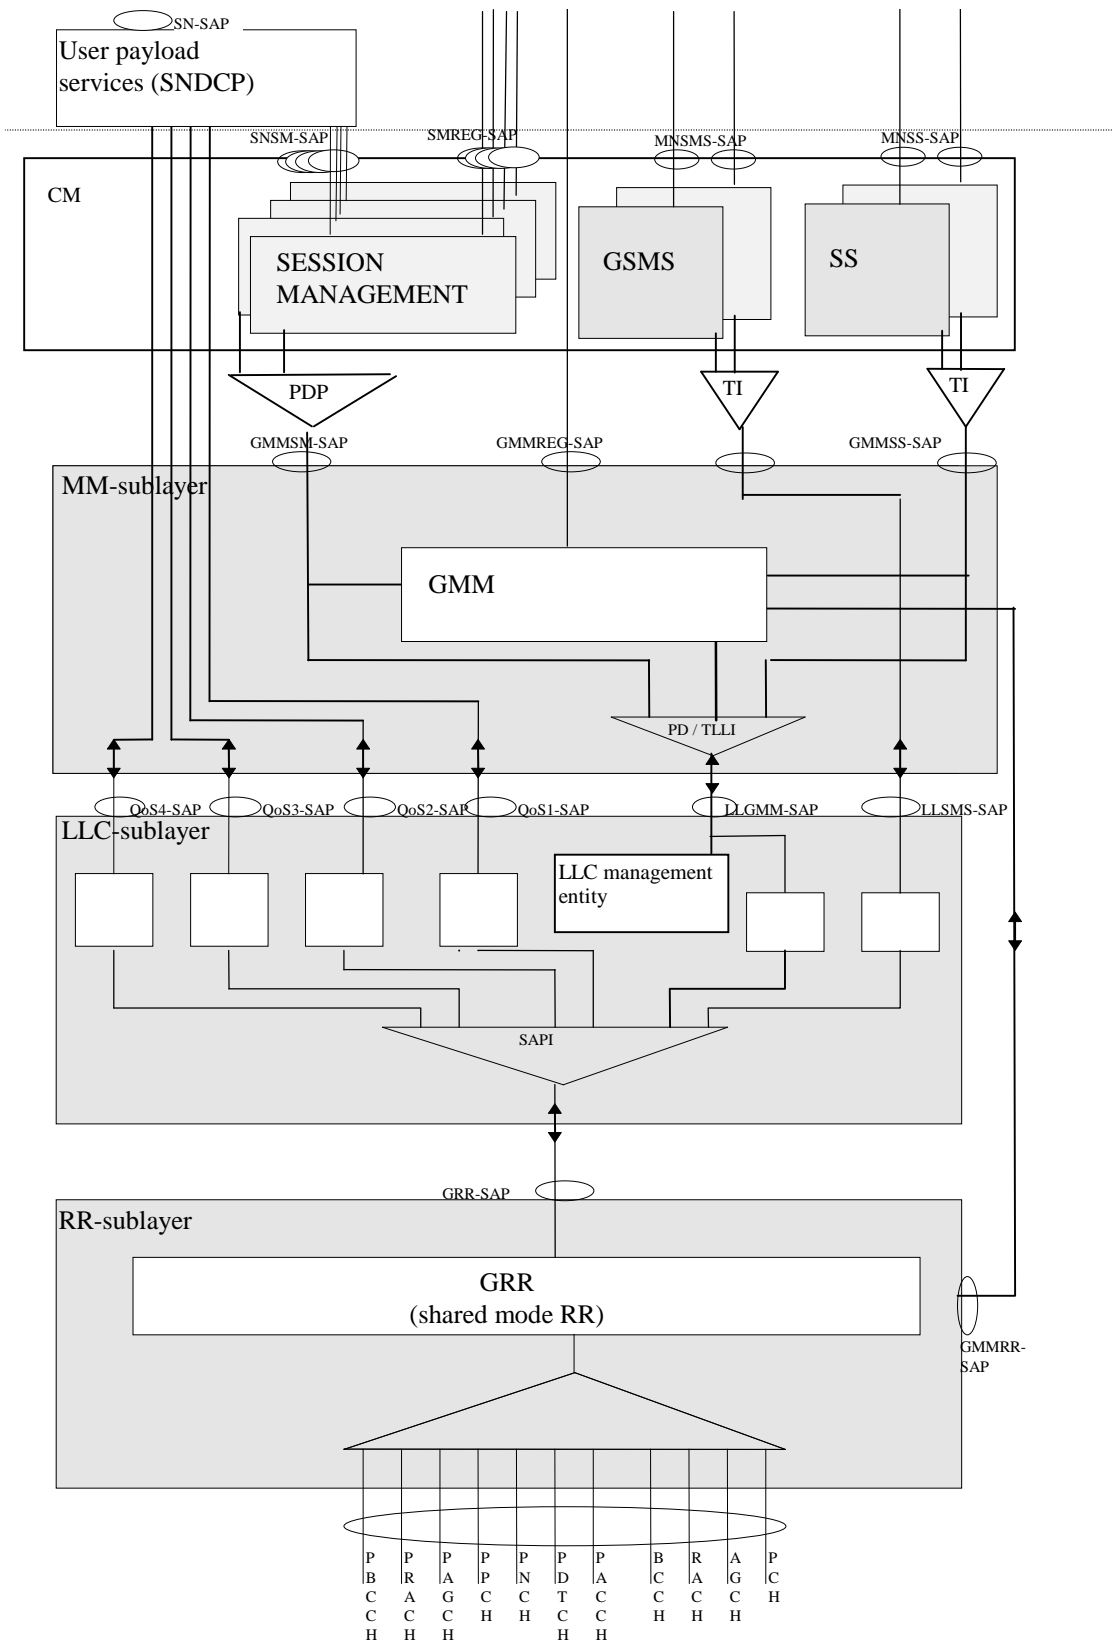 SN-SAP
User payload
services (SNDCP)
SNSM-SAP
SMREG-SAP
MNSMS-SAP
MNSS-SAP
CM
SESSION
MANAGEMENT
GSMS
SS
PDP
TI
TI
GMMSM-SAP
GMMREG-SAP
GMMSS-SAP
MM-sublayer
GMM
PD / TLLI
QoS4-SAP
QoS3-SAP
QoS2-SAP
QoS1-SAP
LLGMM-SAP
LLSMS-SAP
LLC-sublayer
LLC management
entity
SAPI
GRR-SAP
RR-sublayer
GRR
(shared mode RR)
GMMRR-
SAP
PBCCH
PRACH
PAGCH
PPCH
PNCH
PDTCH
PACCH
BCCH
RACH
AGCH
PCH